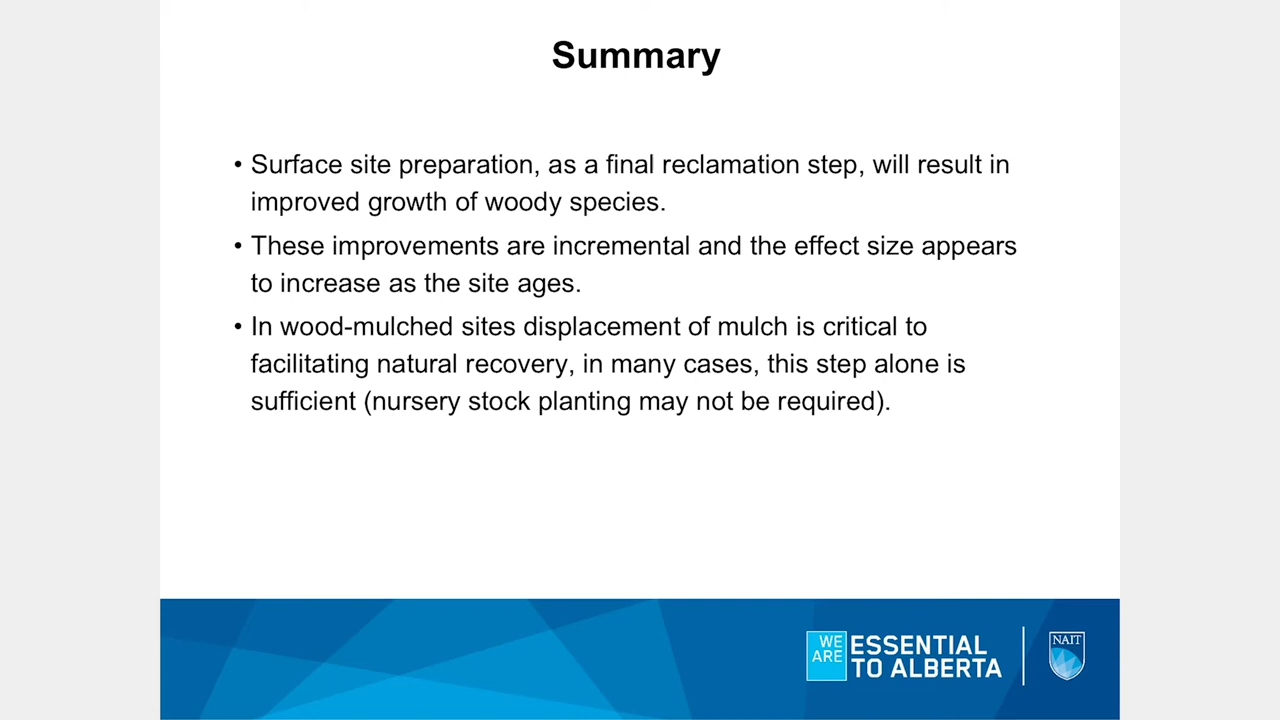 Summary
• Surface site preparation, as a final reclamation step, will result in
improved growth of woody species.
• These improvements are incremental and the effect size appears
to increase as the site ages.
• In wood-mulched sites displacement of mulch is critical to
facilitating natural recovery, in many cases, this step alone is
sufficient (nursery stock planting may not be required).
WE
ARE
ESSENTIAL
TO ALBERTA
NAIT